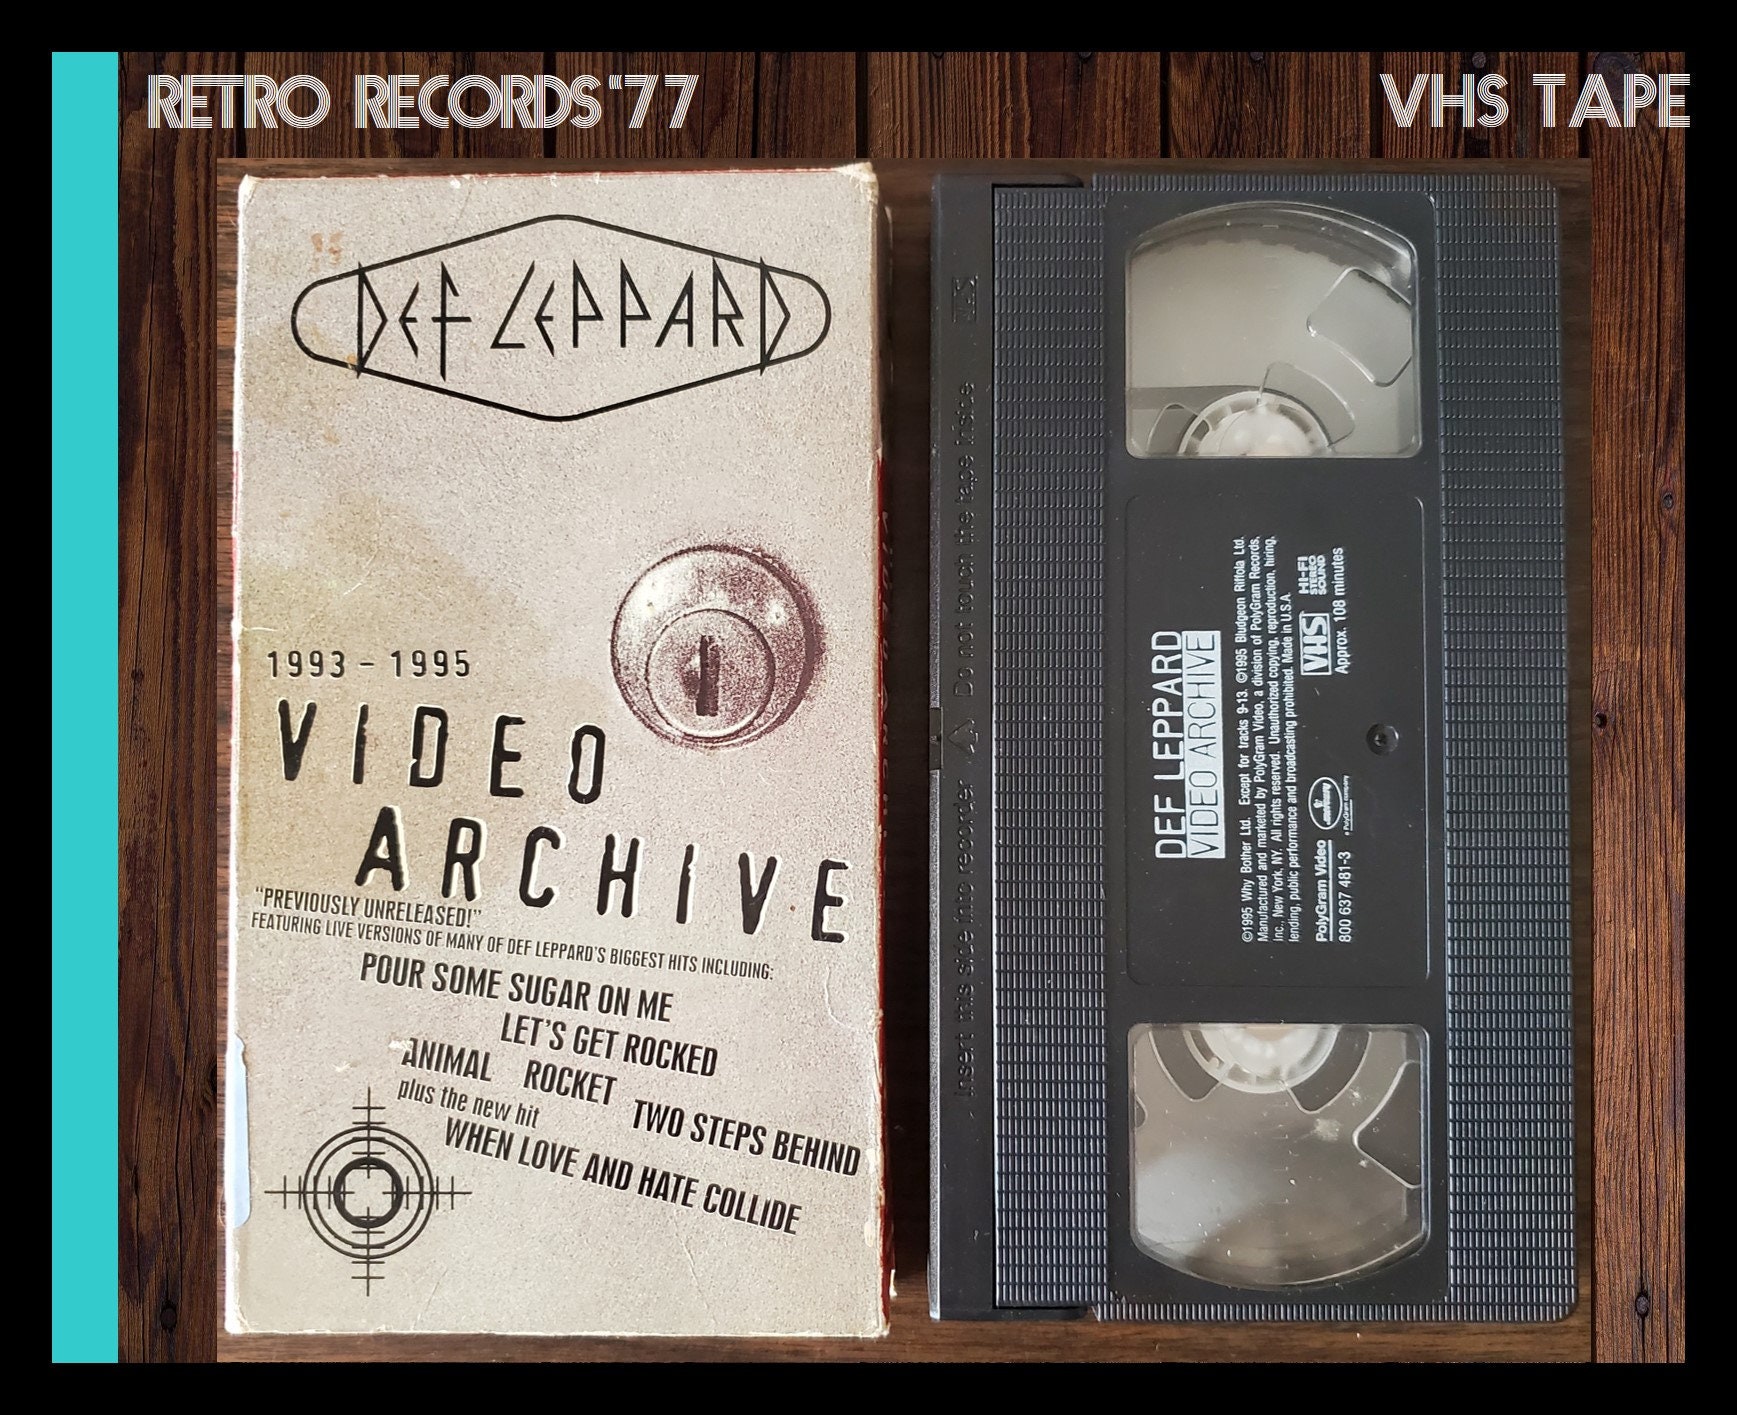 RETRO RECORDS "77
VHS TAPE
DEF LEPPARD
1993 - 1995
VIDEO
ARCHIVE
"PREVIOUSLY UNRELEASED!"
FEATURING LIVE VERSIONS OF MANY OF DEF LEPPARD'S BIGGEST HITS INCLUDING:
POUR SOME SUGAR ON ME
LET'S GET ROCKED
ANIMAL ROCKET
TWO STEPS BEHIND
plus the new hit
WHEN LOVE AND HATE COLLIDE
VHS
Insert this side into recorder ⚠ Do not touch the tape inside
DEF LEPPARD
VIDEO ARCHIVE
©1995 Why Bother Ltd. Except for tracks 9-13. ©1995 Bludgeon Riffola Ltd.
Manufactured and marketed by PolyGram Video, a division of PolyGram Records,
Inc., New York, NY. All rights reserved. Unauthorized copying, reproduction, hiring,
lending, public performance and broadcasting prohibited. Made in U.S.A.
PolyGram Video
800 637 481-3
mercury
a PolyGram company
VHS
HI-FI
STEREO
SOUND
Approx. 108 minutes